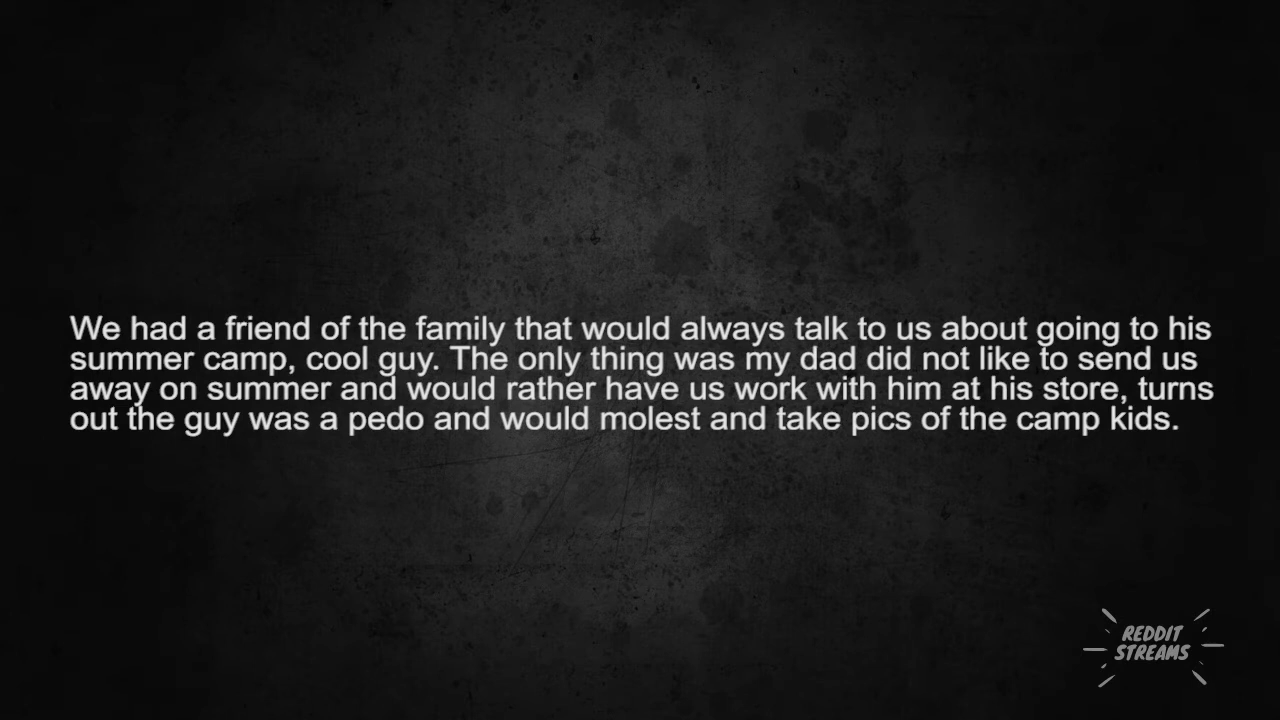 We had a friend of the family that would always talk to us about going to his
summer camp, cool guy. The only thing was my dad did not like to send us
away on summer and would rather have us work with him at his store, turns
out the guy was a pedo and would molest and take pics of the camp kids.
REDDIT
STREAMS